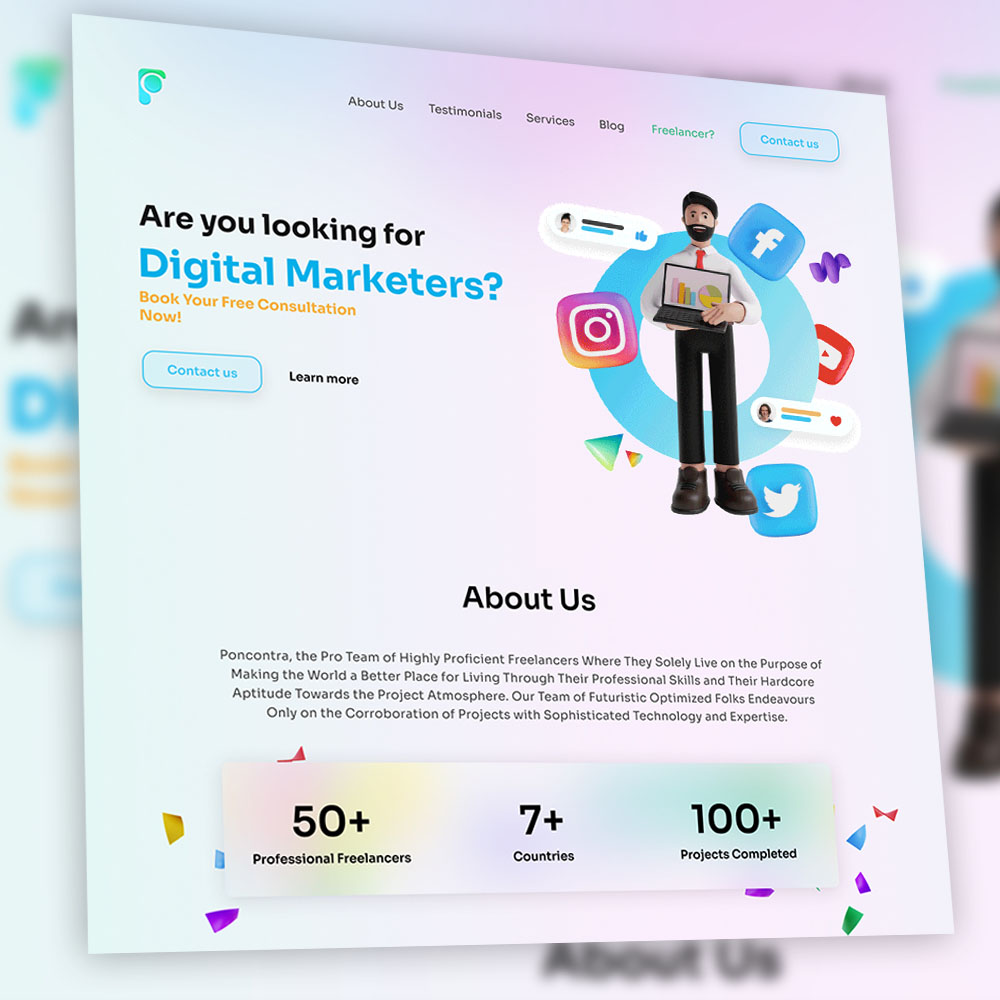 About Us
Testimonials
Services
Blog
Freelancer?
Contact us
Are you looking for
Digital Marketers?
Book Your Free Consultation
Now!
Contact us
Learn more
About Us
Poncontra, the Pro Team of Highly Proficient Freelancers Where They Solely Live on the Purpose of
Making the World a Better Place for Living Through Their Professional Skills and Their Hardcore
Aptitude Towards the Project Atmosphere. Our Team of Futuristic Optimized Folks Endeavours
Only on the Corroboration of Projects with Sophisticated Technology and Expertise.
50+
7+
100+
Professional Freelancers
Countries
Projects Completed
About Us